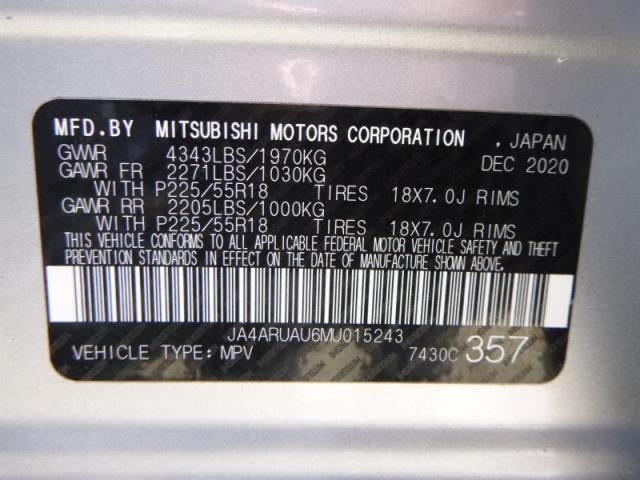 MFD.BY MITSUBISHI MOTORS CORPORATION , JAPAN
GVWR 4343LBS/1970KG DEC 2020
GAWR FR 2271LBS/1030KG
WITH P225/55R18 TIRES 18X7.0J RIMS
GAWR RR 2205LBS/1000KG
WITH P225/55R18 TIRES 18X7.0J RIMS
THIS VEHICLE CONFORMS TO ALL APPLICABLE FEDERAL MOTOR VEHICLE SAFETY AND THEFT
PREVENTION STANDARDS IN EFFECT ON THE DATE OF MANUFACTURE SHOWN ABOVE.
JA4ARUAU6MU015243
VEHICLE TYPE: MPV 7430C 357